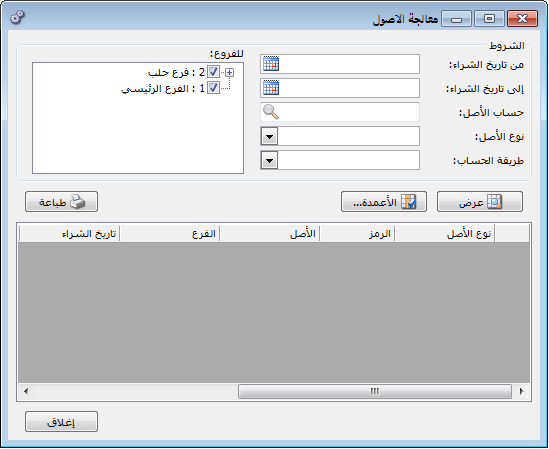 معالجة الاصول
الشروط
من تاريخ الشراء:
إلى تاريخ الشراء:
حساب الأصل:
نوع الأصل:
طريقة الحساب:
للفروع:
2 : فرع حلب
1 : الفرع الرئيسي
عرض
الأعمدة...
طباعة
نوع الأصل الرمز الأصل الفرع تاريخ الشراء
إغلاق